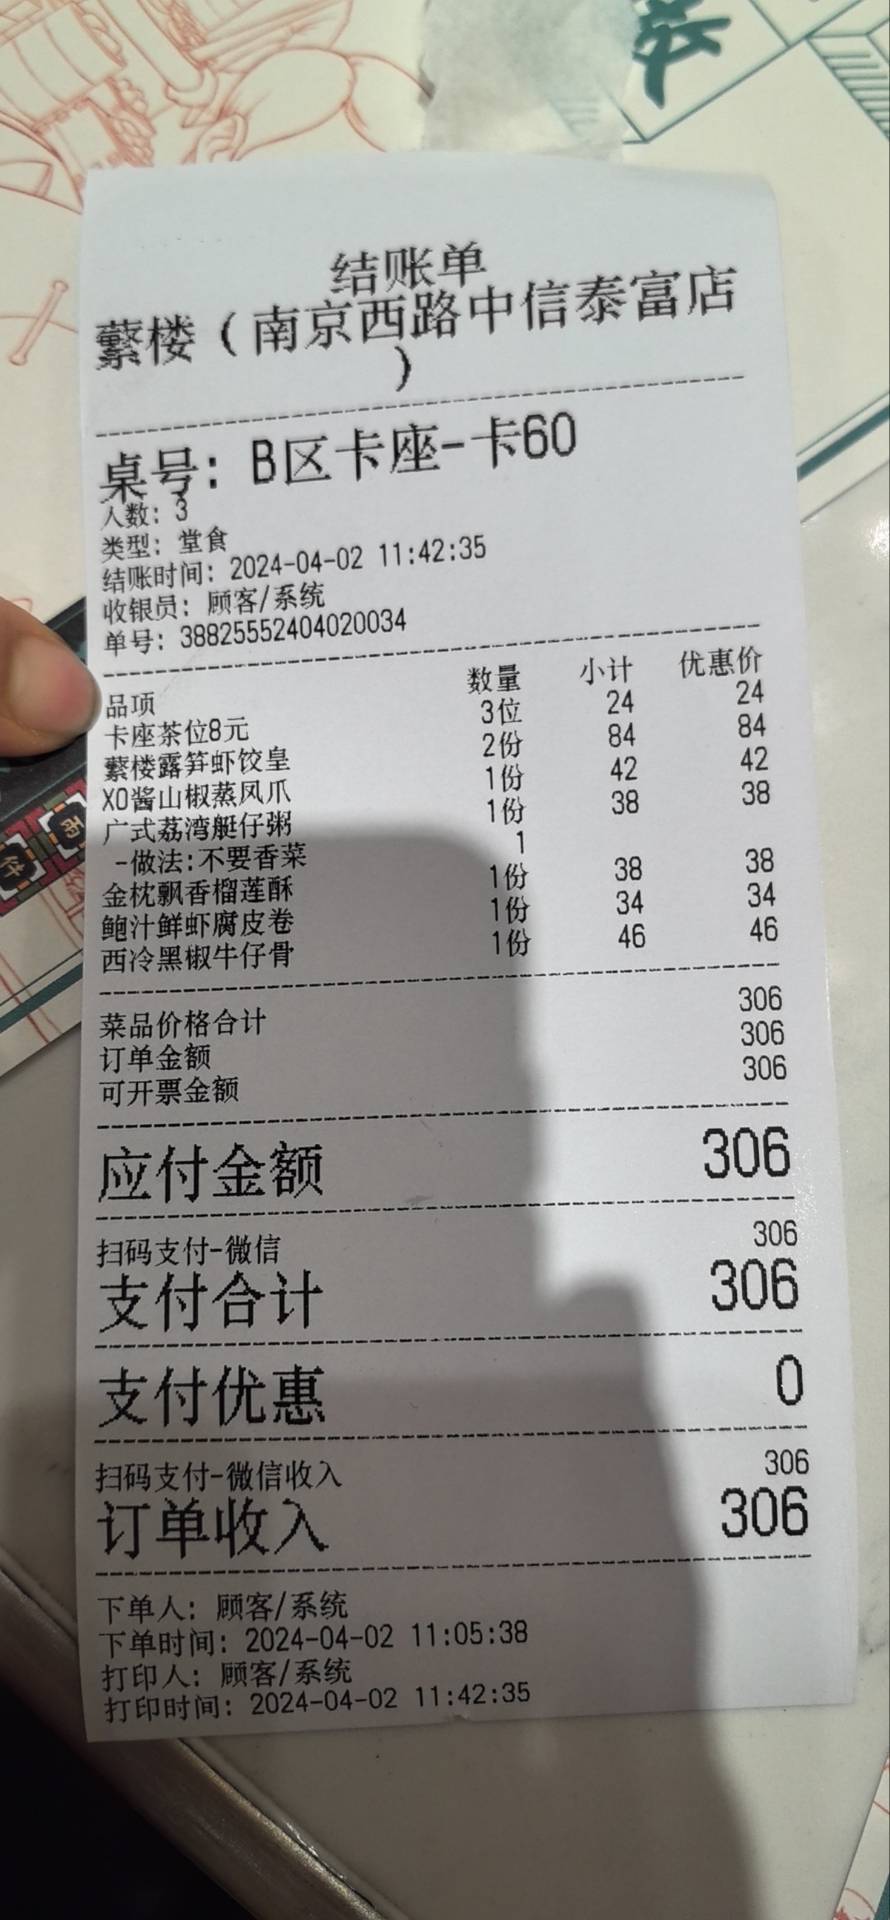 结账单
蘩楼（南京西路中信泰富店
）
桌号: B区卡座-卡60
人数: 3
类型: 堂食
结账时间: 2024-04-02 11:42:35
收银员: 顾客/系统
单号: 38825552404020034
品项 数量 小计 优惠价
卡座茶位8元 3位 24 24
蘩楼露笋虾饺皇 2份 84 84
XO酱山椒蒸凤爪 1份 42 42
广式荔湾艇仔粥 1份 38 38
-做法:不要香菜 1
金枕飘香榴莲酥 1份 38 38
鲍汁鲜虾腐皮卷 1份 34 34
西冷黑椒牛仔骨 1份 46 46
菜品价格合计 306
订单金额 306
可开票金额 306
应付金额 306
扫码支付-微信 306
支付合计 306
支付优惠 0
扫码支付-微信收入 306
订单收入 306
下单人: 顾客/系统
下单时间: 2024-04-02 11:05:38
打印人: 顾客/系统
打印时间: 2024-04-02 11:42:35